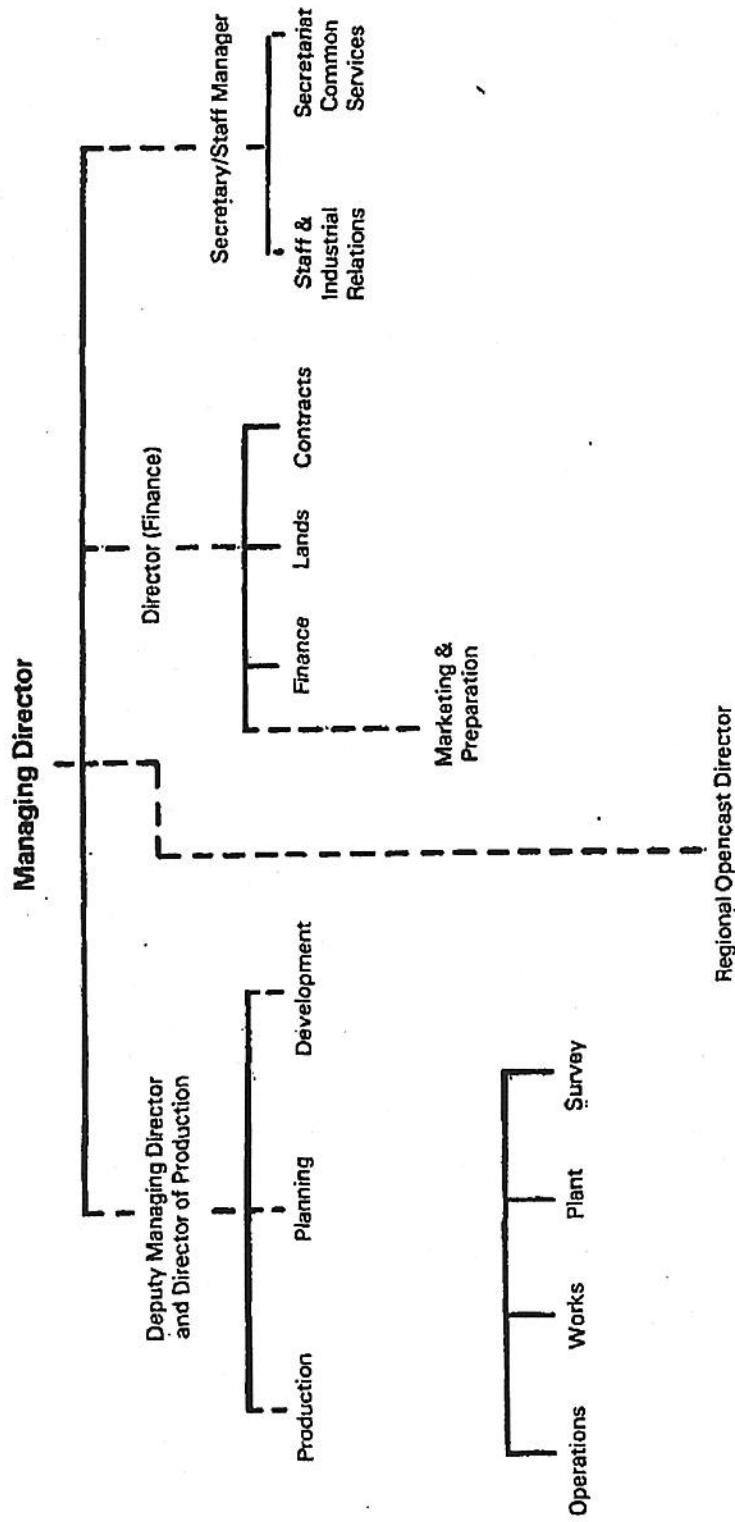 Managing Director
Deputy Managing Director
and Director of Production
Director (Finance)
Secretary/Staff Manager
Production
Planning
Development
Finance
Lands
Contracts
Staff &
Industrial
Relations
Secretariat
Common
Services
Marketing &
Preparation
Operations
Works
Plant
Survey
Regional Opencast Director